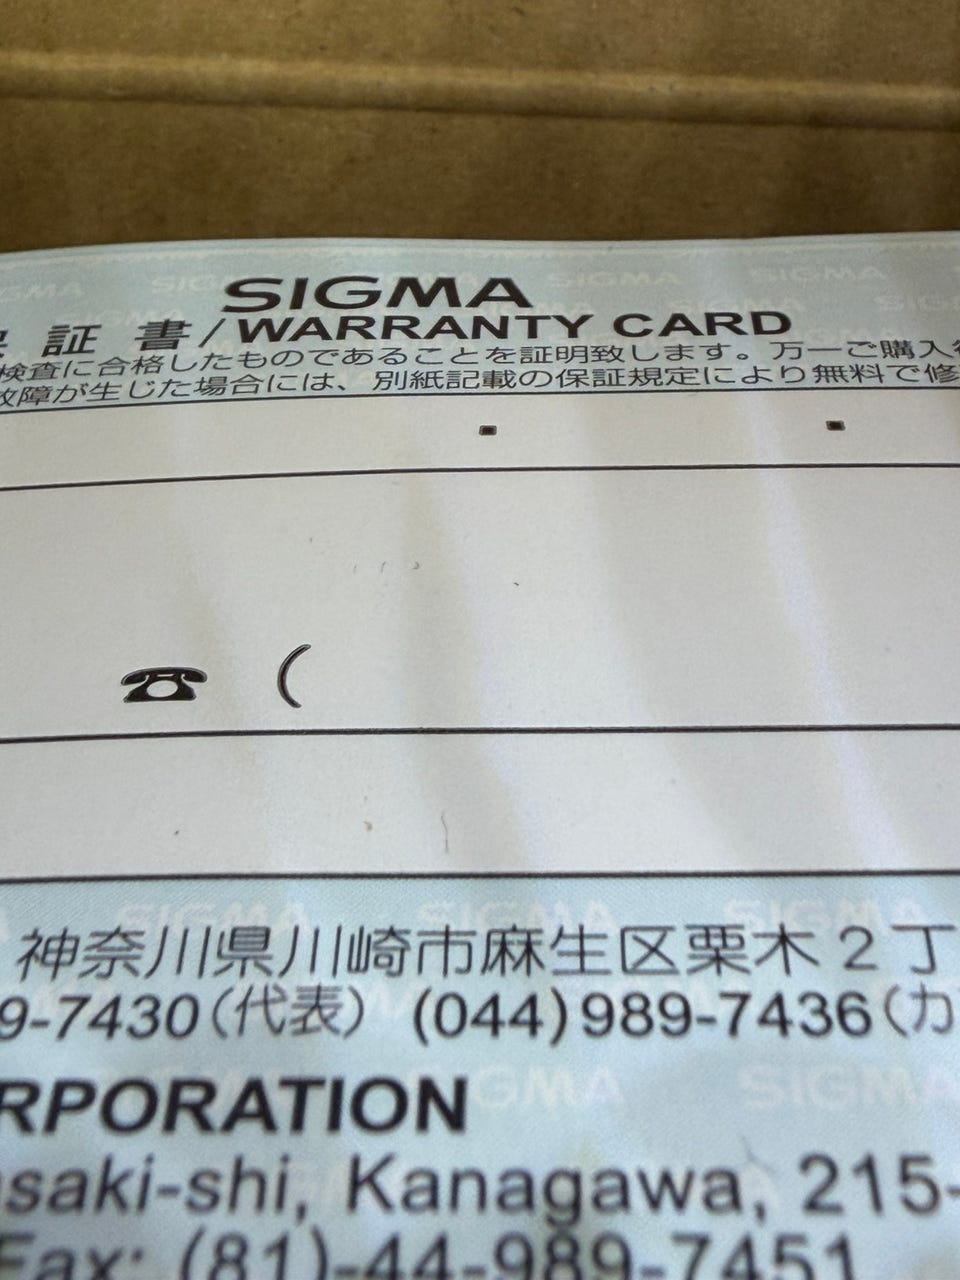 SIGMA
証 書/WARRANTY CARD
検査に合格したものであることを証明致します。万一ご購入
故障が生じた場合には、別紙記載の保証規定により無料で修
☎ (
神奈川県川崎市麻生区栗木2丁
9-7430(代表) (044)989-7436(カ
RPORATION
saki-shi, Kanagawa, 215-
Fax: (81)-44-989-7451